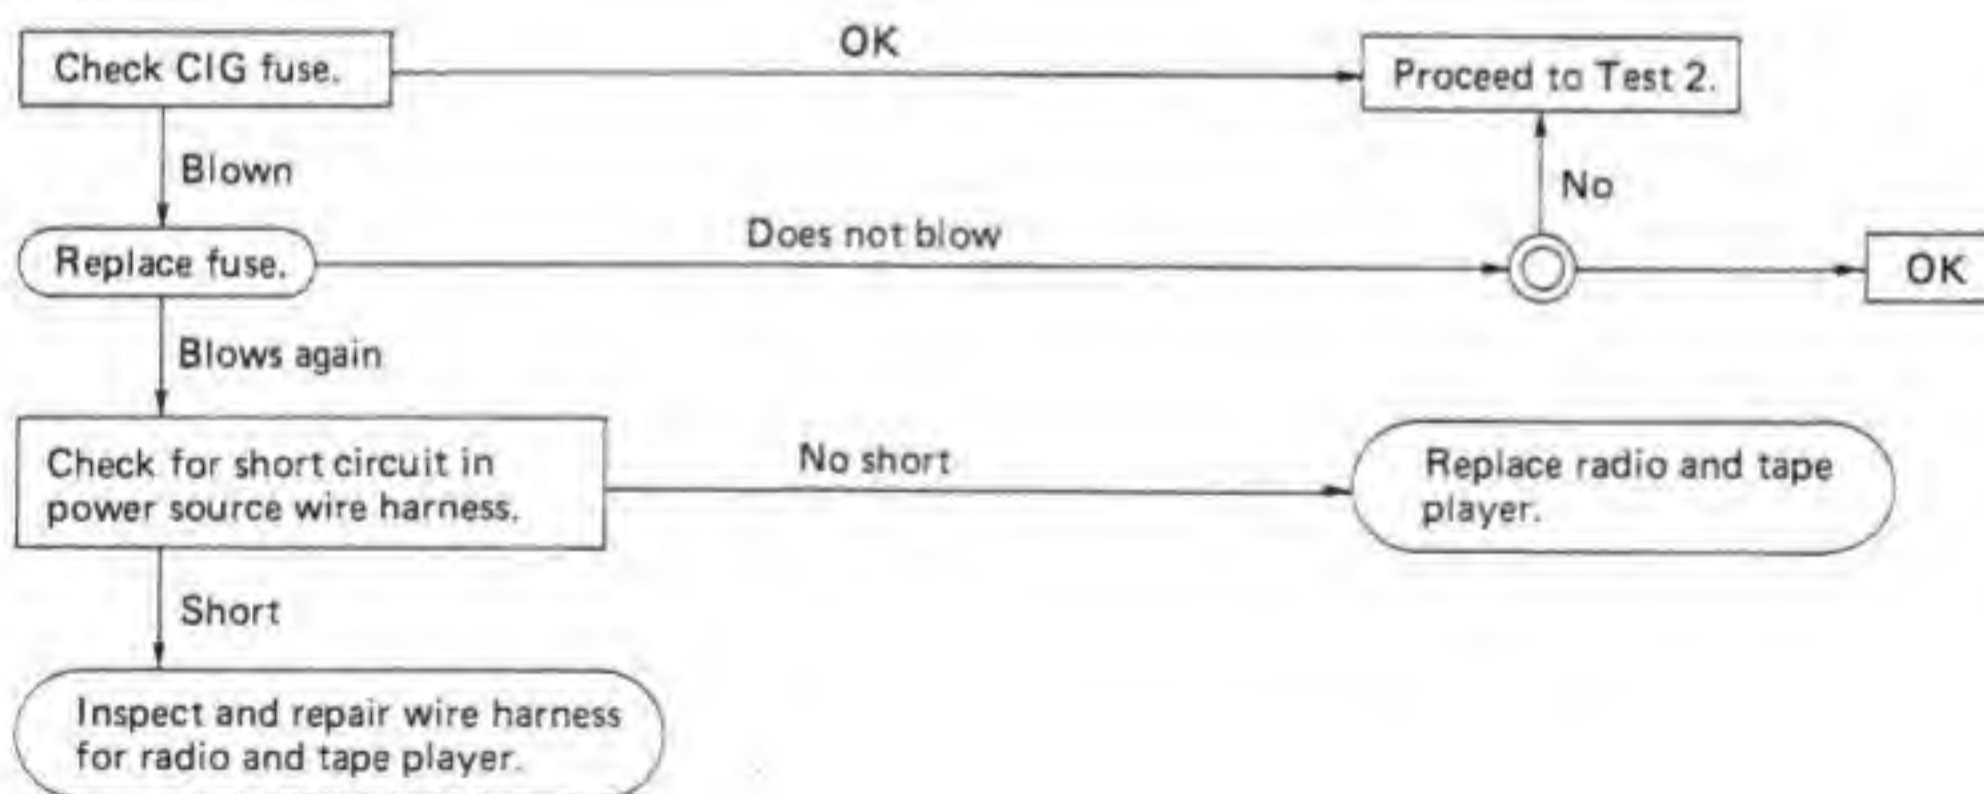 Check CIG fuse.
OK
Proceed to Test 2.
Blown
No
Replace fuse.
Does not blow
OK
Blows again
Check for short circuit in
power source wire harness.
No short
Replace radio and tape
player.
Short
Inspect and repair wire harness
for radio and tape player.